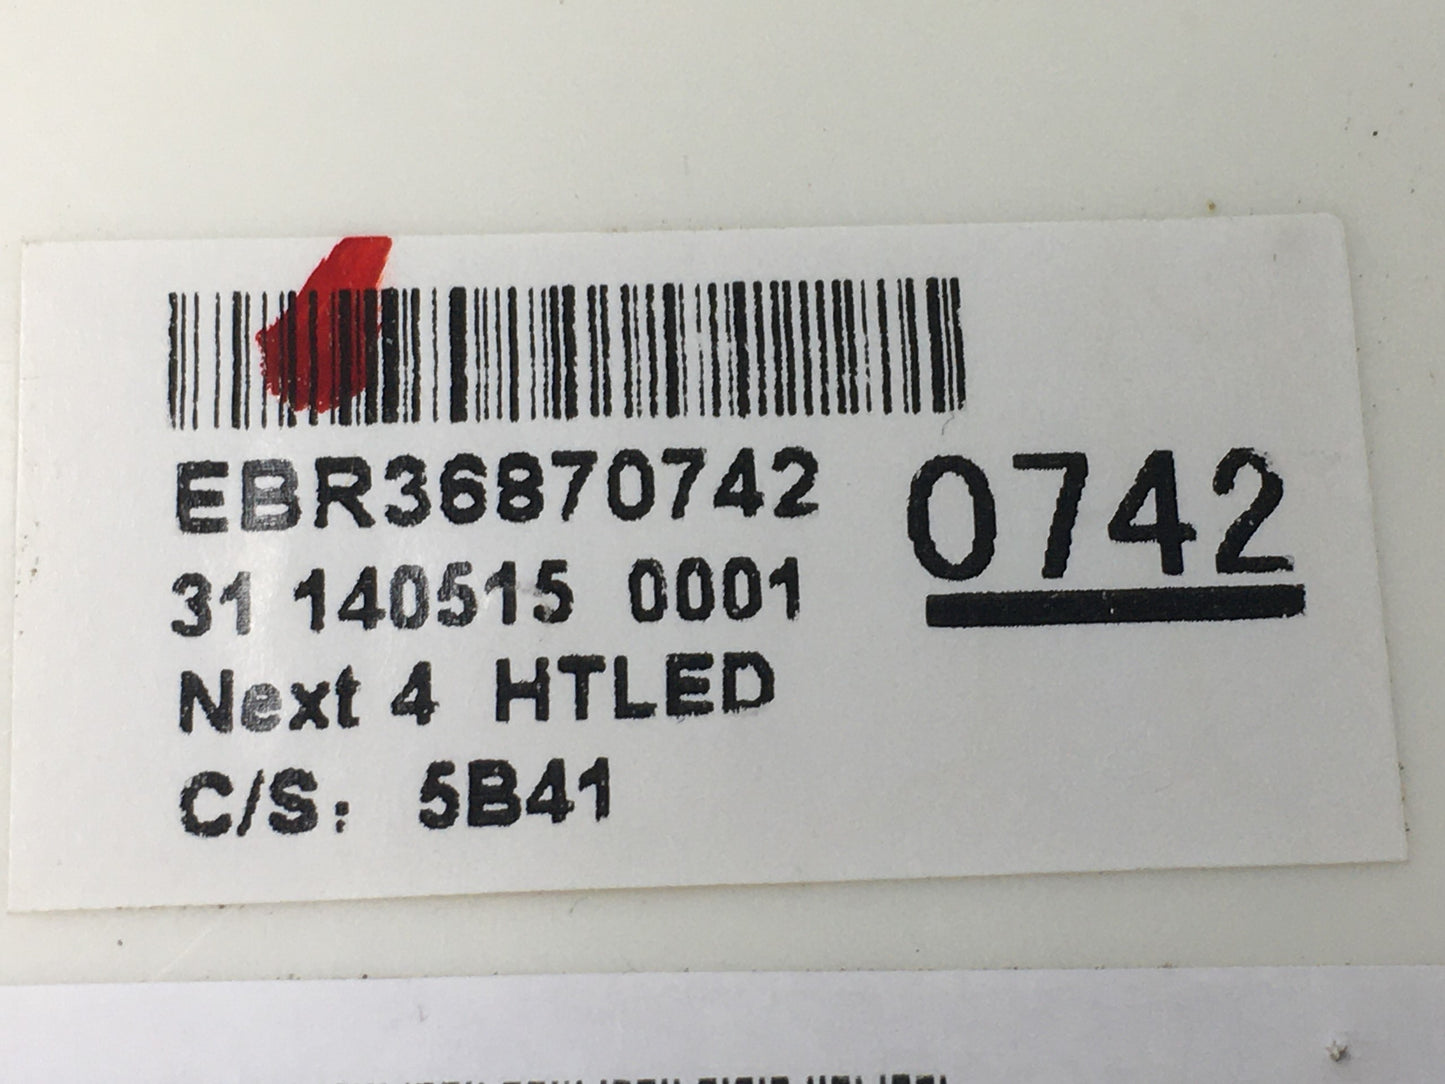 EBR36870742
0742
31 140515 0001
Next 4 HTLED
C/S: 5B41